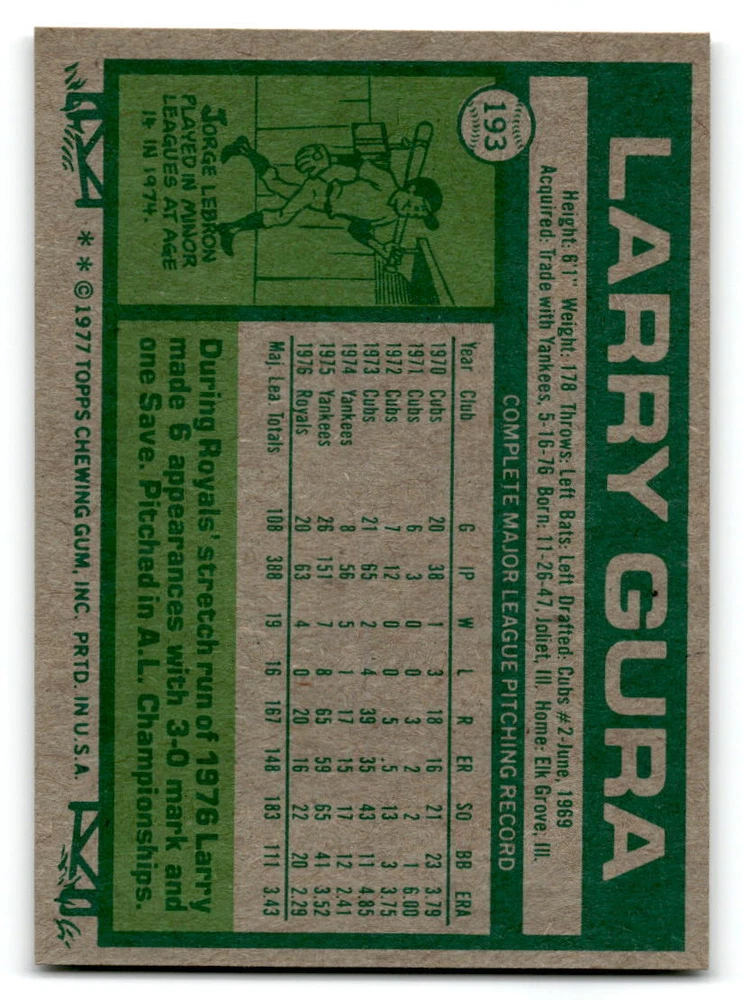 193
LARRY GURA
Height: 6'1" Weight: 178 Throws: Left Bats: Left Drafted: Cubs #2-June, 1969
Acquired: Trade with Yankees, 5-16-76 Born: 11-26-47, Joliet, Ill. Home: Elk Grove, Ill.
COMPLETE MAJOR LEAGUE PITCHING RECORD
Year Club G IP W L R ER SO BB ERA
1970 Cubs 20 38 1 3 18 16 21 23 3.79
1971 Cubs 6 3 0 0 3 2 2 1 6.00
1972 Cubs 7 12 0 0 5 .5 13 3 3.75
1973 Cubs 21 65 2 4 39 35 43 11 4.85
1974 Yankees 8 56 5 1 17 15 17 12 2.41
1975 Yankees 26 151 7 8 65 59 65 41 3.52
1976 Royals 20 63 4 0 20 16 22 20 2.29
Maj. Lea Totals 108 388 19 16 167 148 183 111 3.43
JORGE LEBRON
PLAYED IN MINOR
LEAGUES AT AGE
14 IN 1974.
During Royals' stretch run of 1976 Larry
made 6 appearances with 3-0 mark and
one Save. Pitched in A.L. Championships.
* * © 1977 TOPPS CHEWING GUM, INC. PRTD. IN U.S.A.